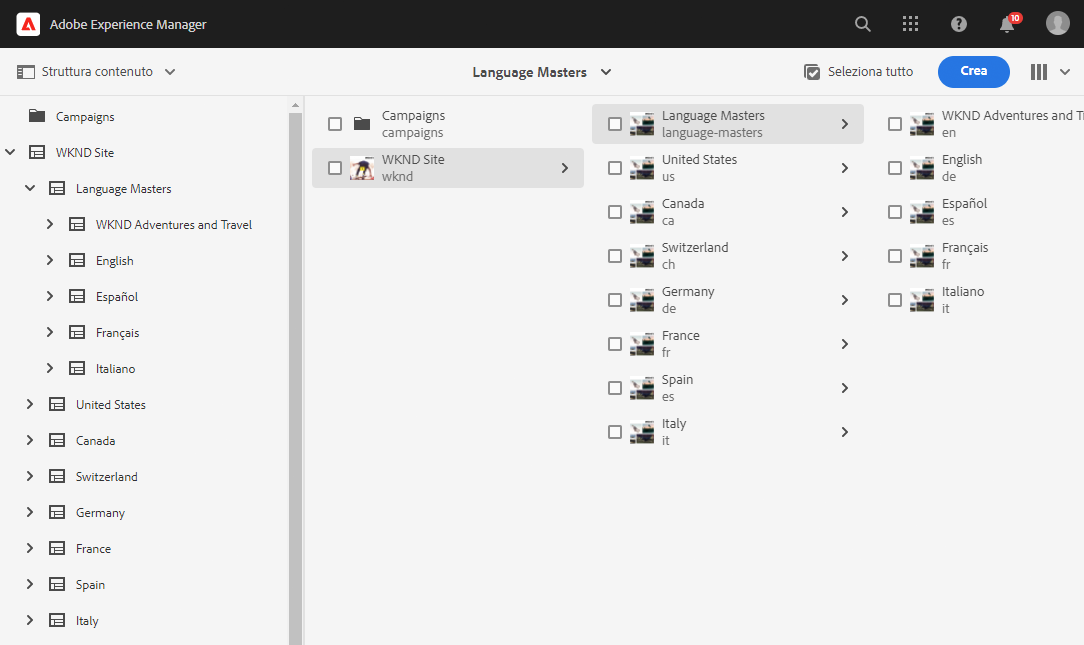 Adobe Experience Manager
10
Struttura contenuto
Language Masters
Seleziona tutto
Crea
Campaigns
WKND Site
Language Masters
WKND Adventures and Travel
English
Español
Français
Italiano
United States
Canada
Switzerland
Germany
France
Spain
Italy
Campaigns
campaigns
WKND Site
wknd
Language Masters
language-masters
United States
us
Canada
ca
Switzerland
ch
Germany
de
France
fr
Spain
es
Italy
it
WKND Adventures and T
en
English
de
Español
es
Français
fr
Italiano
it